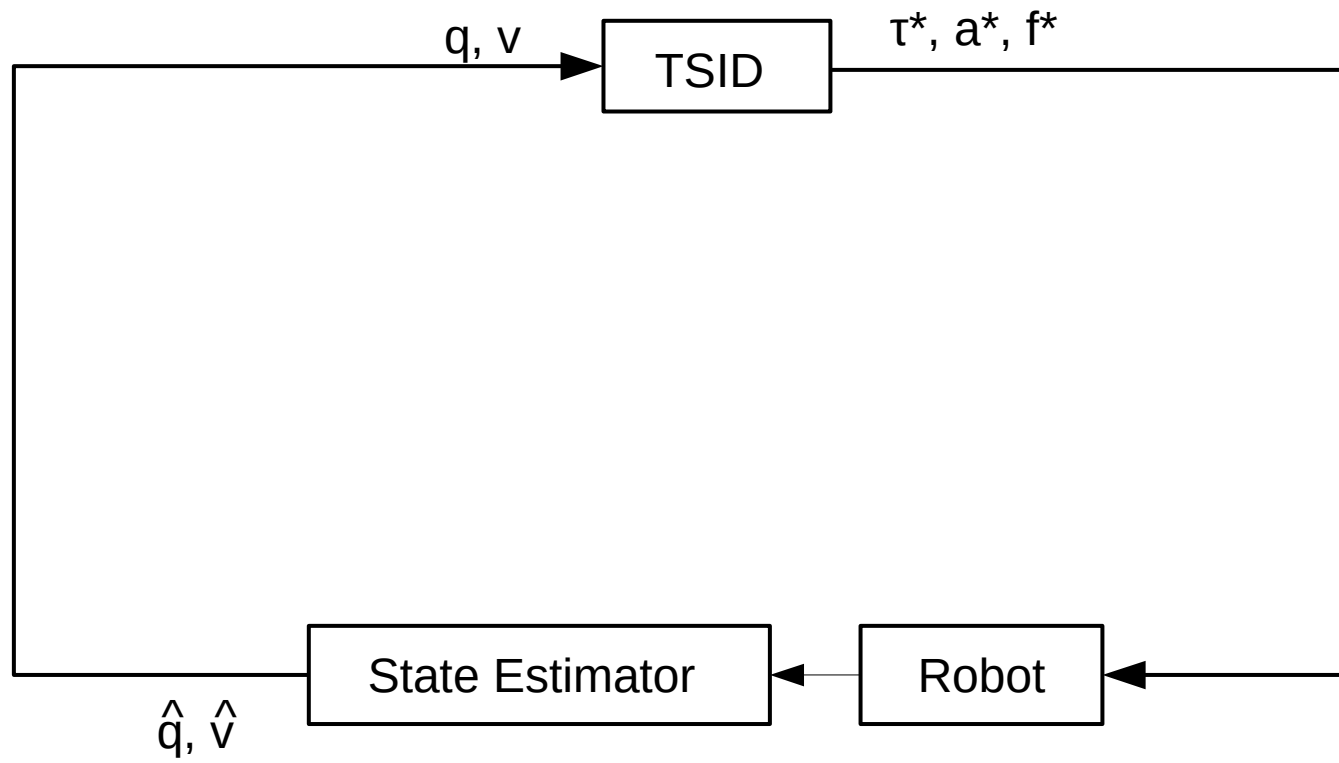 q, v
TSID
τ*, a*, f*
State Estimator
Robot
q̂, v̂